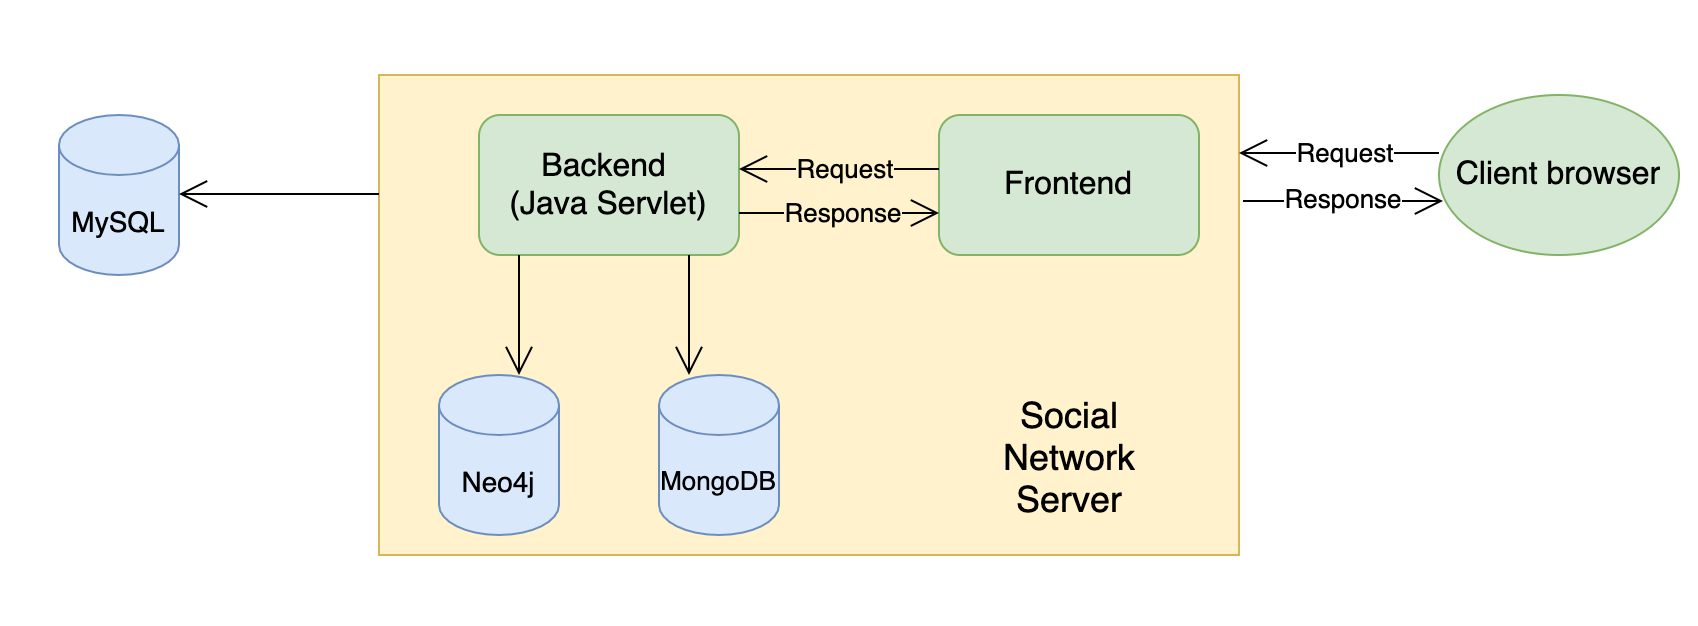 MySQL
Backend
(Java Servlet)
Request
Response
Frontend
Request
Response
Client browser
Neo4j
MongoDB
Social
Network
Server